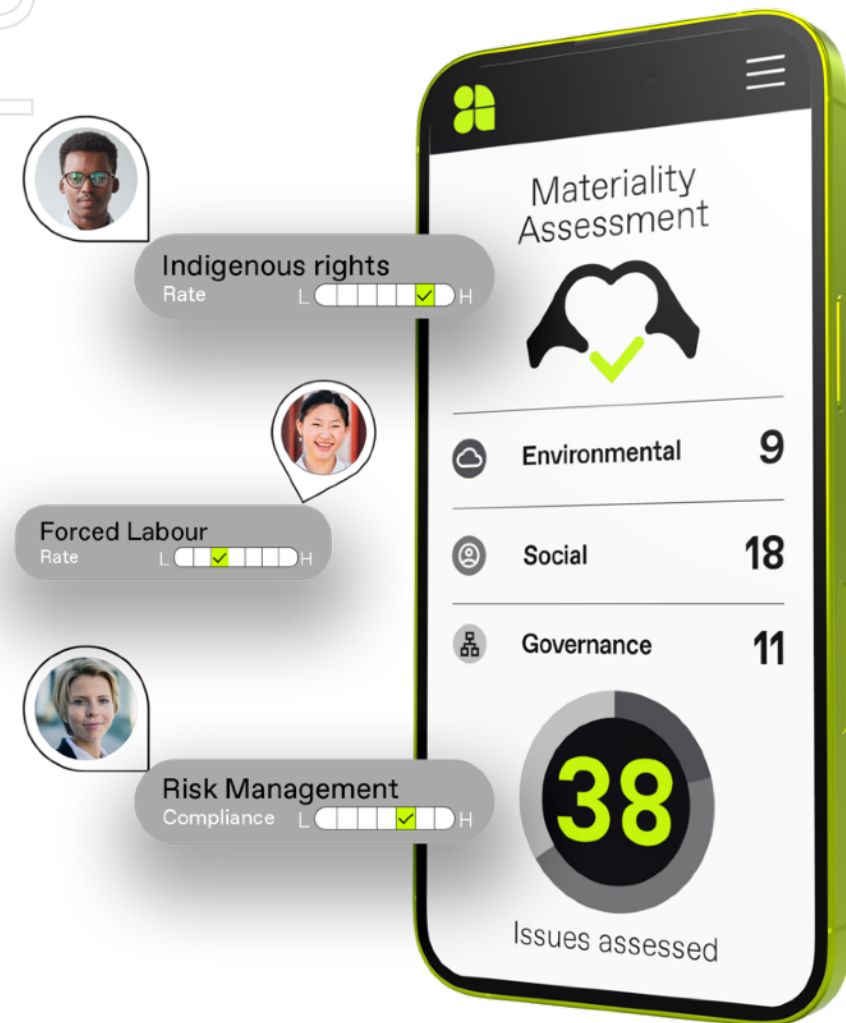 Materiality
Assessment
Indigenous rights
Rate L H
Environmental 9
Forced Labour
Rate L H
Social 18
Governance 11
Risk Management
Compliance L H
38
Issues assessed